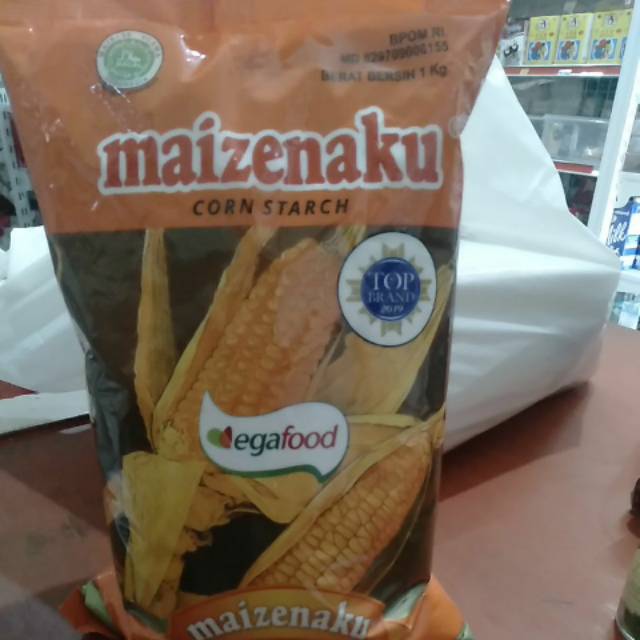 BPOM RI.
BERAT BERSIH 1 Kg
maizenaku
CORN STARCH
TOP
BRAND
2019
egafood
maizenaku